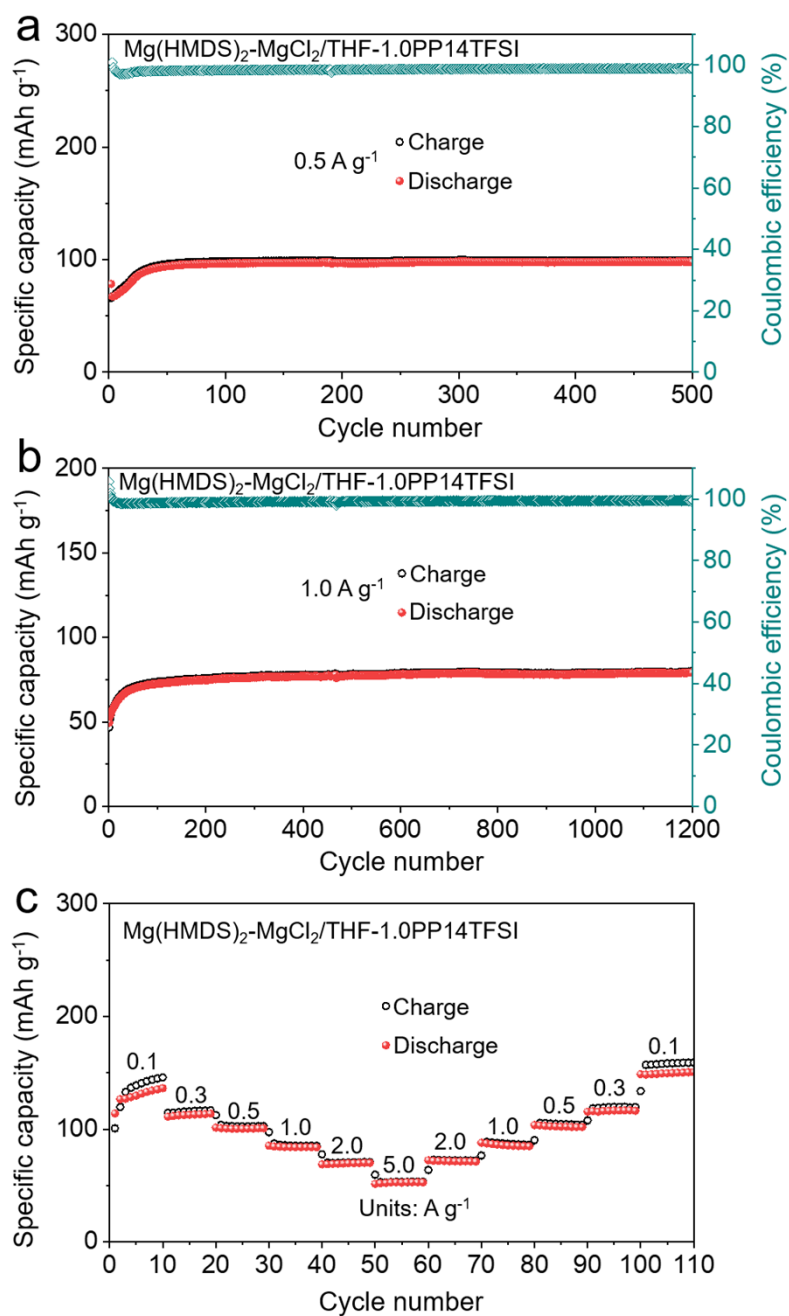 a
Mg(HMDS)₂-MgCl₂/THF-1.0PP14TFSI
0.5 A g⁻¹
Charge
Discharge
Specific capacity (mAh g⁻¹)
300
200
100
0
Coulombic efficiency (%)
100
80
60
40
20
0
0 100 200 300 400 500
Cycle number
b
Mg(HMDS)₂-MgCl₂/THF-1.0PP14TFSI
1.0 A g⁻¹
Charge
Discharge
Specific capacity (mAh g⁻¹)
200
150
100
50
0
Coulombic efficiency (%)
100
80
60
40
20
0
0 200 400 600 800 1000 1200
Cycle number
c
Mg(HMDS)₂-MgCl₂/THF-1.0PP14TFSI
Charge
Discharge
Specific capacity (mAh g⁻¹)
300
200
100
0
0.1 0.3 0.5 1.0 2.0 5.0 2.0 1.0 0.5 0.3 0.1
Units: A g⁻¹
0 10 20 30 40 50 60 70 80 90 100 110
Cycle number